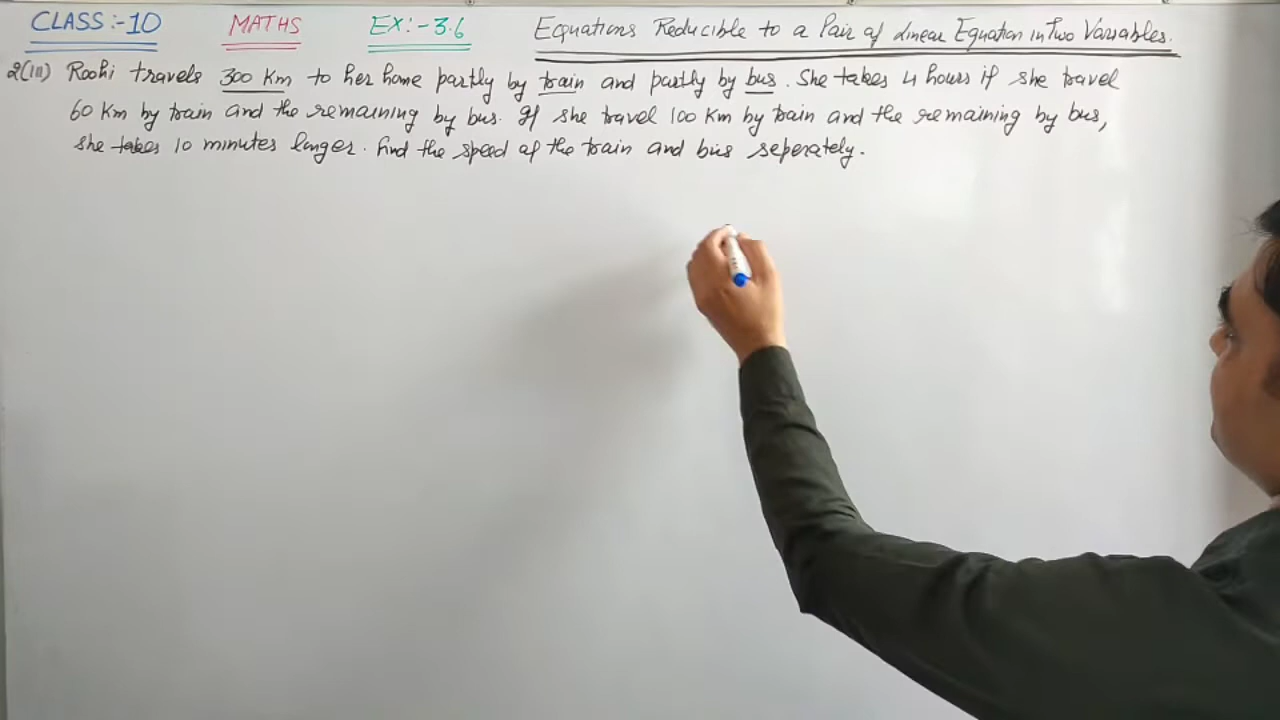 CLASS:-10 MATHS EX:-3.6 Equations Reducible to a Pair of Linear Equation in Two Variables.
2(iii) Roohi travels 300 Km to her home partly by train and partly by bus. She takes 4 hours if she travel
60 Km by train and the remaining by bus. If she travel 100 Km by train and the remaining by bus,
she takes 10 minutes longer. Find the speed of the train and bus seperately.